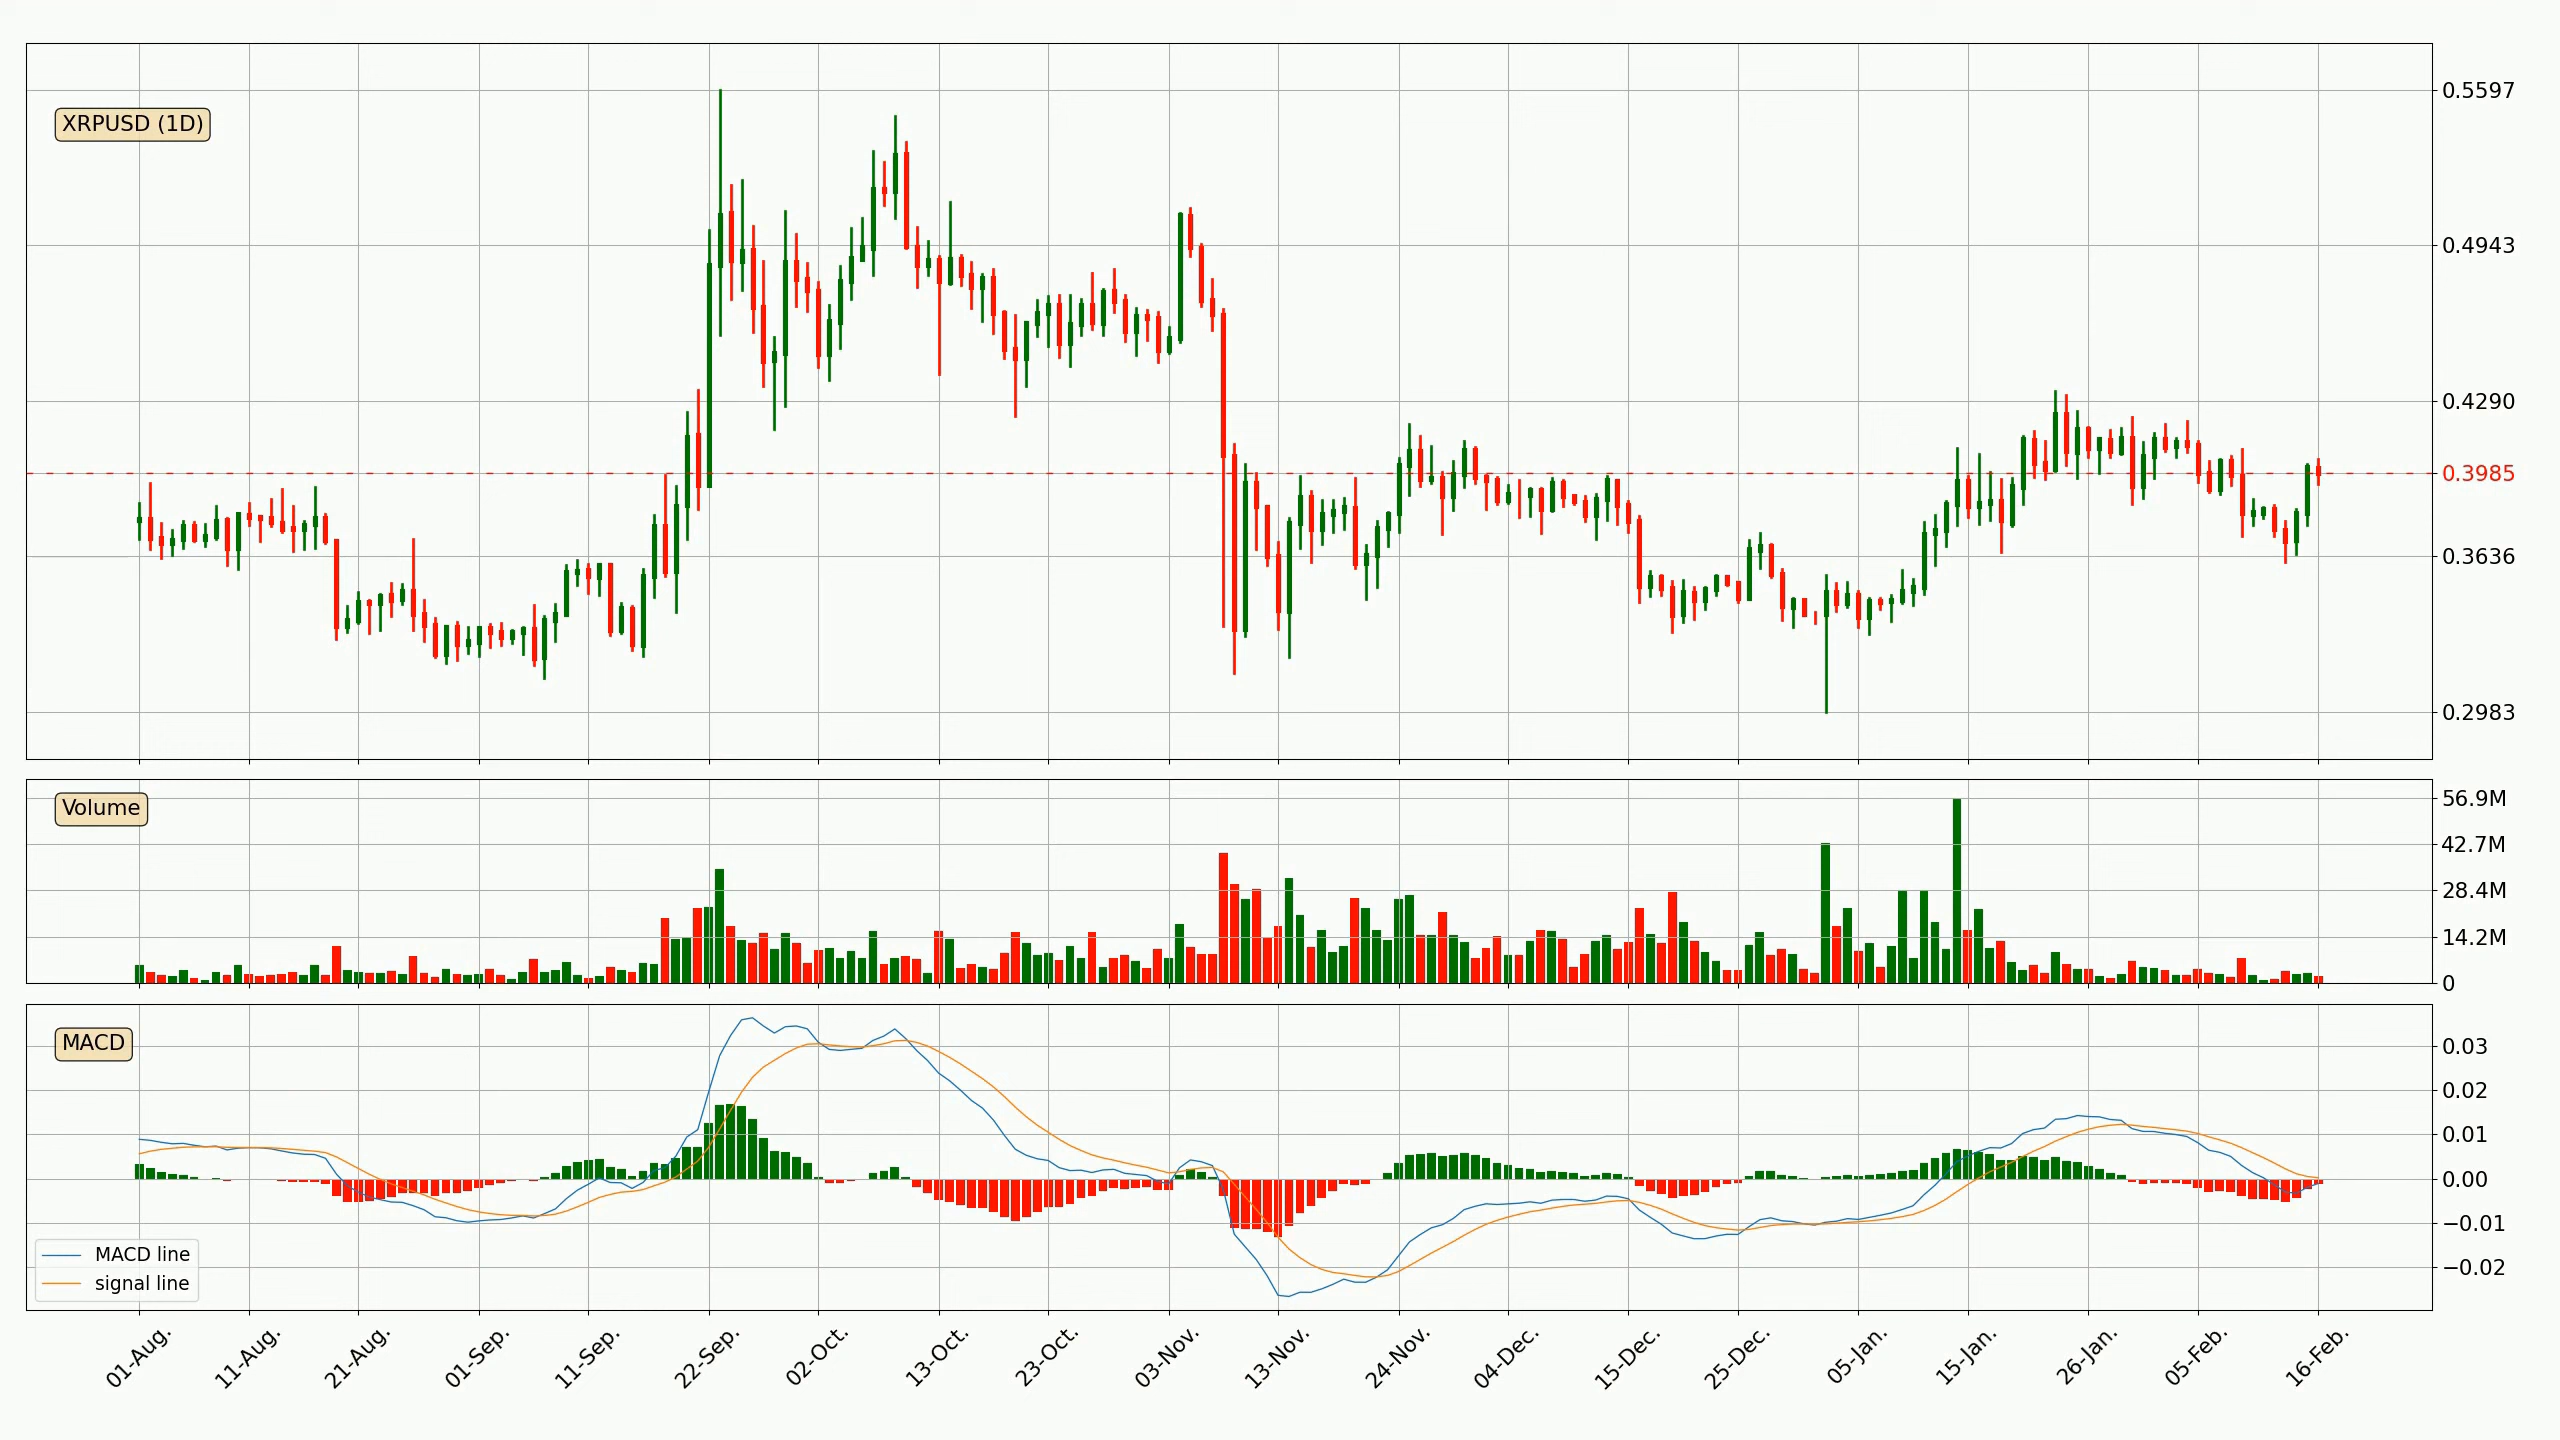 XRPUSD (1D)
0.5597
0.4943
0.4290
0.3985
0.3636
0.2983
Volume
56.9M
42.7M
28.4M
14.2M
0
MACD
0.03
0.02
0.01
0.00
−0.01
−0.02
MACD line
signal line
01-Aug.
11-Aug.
21-Aug.
01-Sep.
11-Sep.
22-Sep.
02-Oct.
13-Oct.
23-Oct.
03-Nov.
13-Nov.
24-Nov.
04-Dec.
15-Dec.
25-Dec.
05-Jan.
15-Jan.
26-Jan.
05-Feb.
16-Feb.